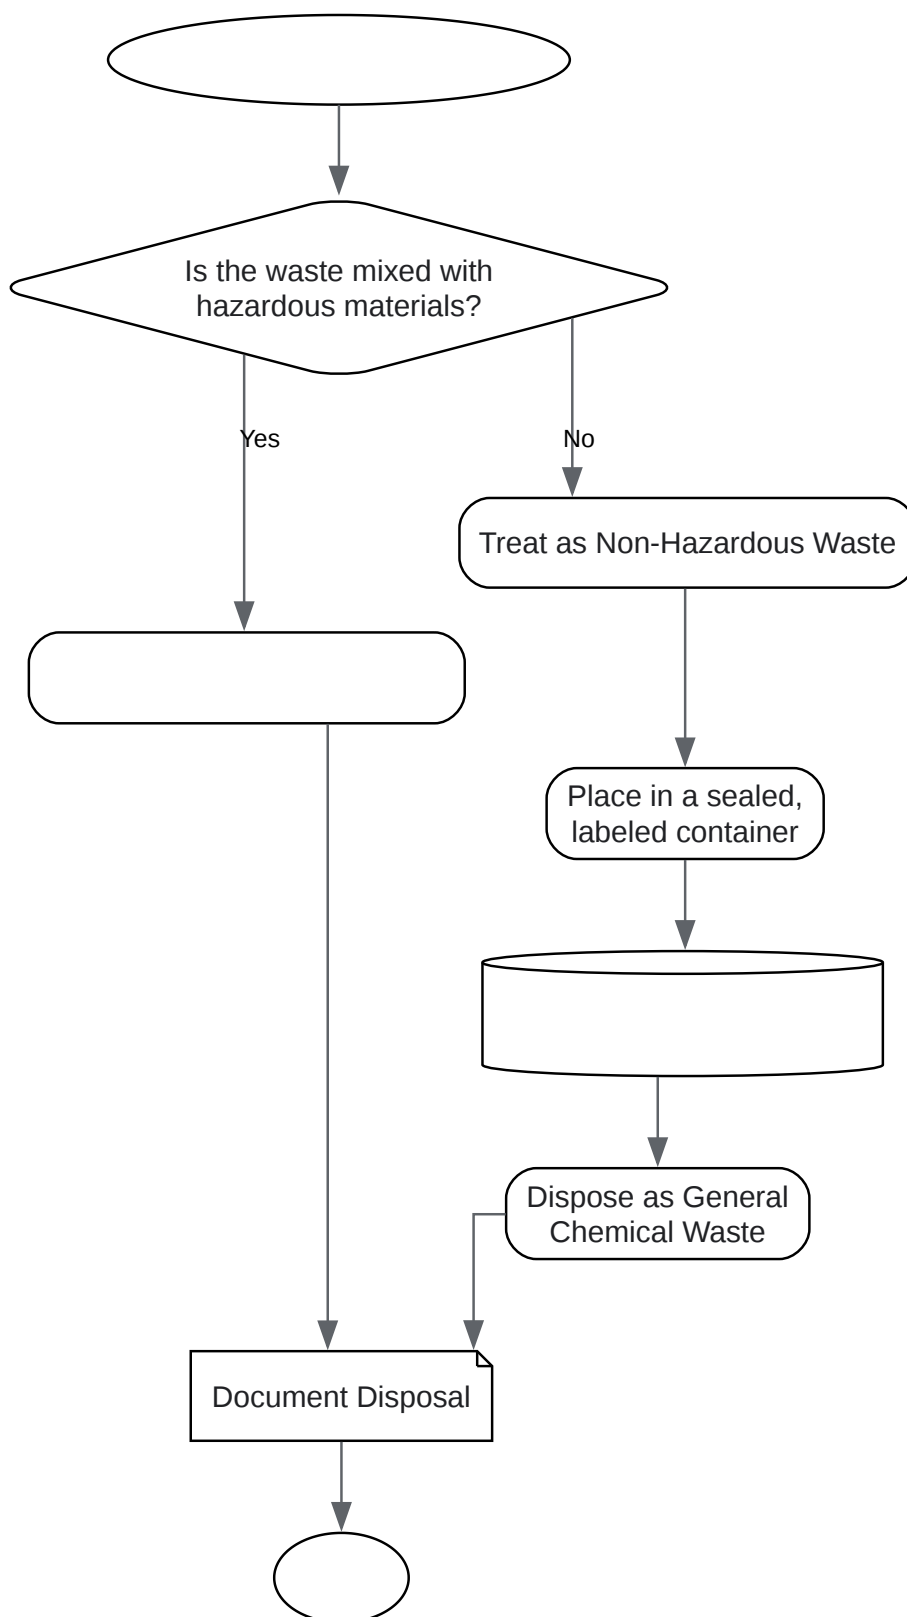 Is the waste mixed with
hazardous materials?
Yes
No
Treat as Non-Hazardous Waste
Place in a sealed,
labeled container
Dispose as General
Chemical Waste
Document Disposal